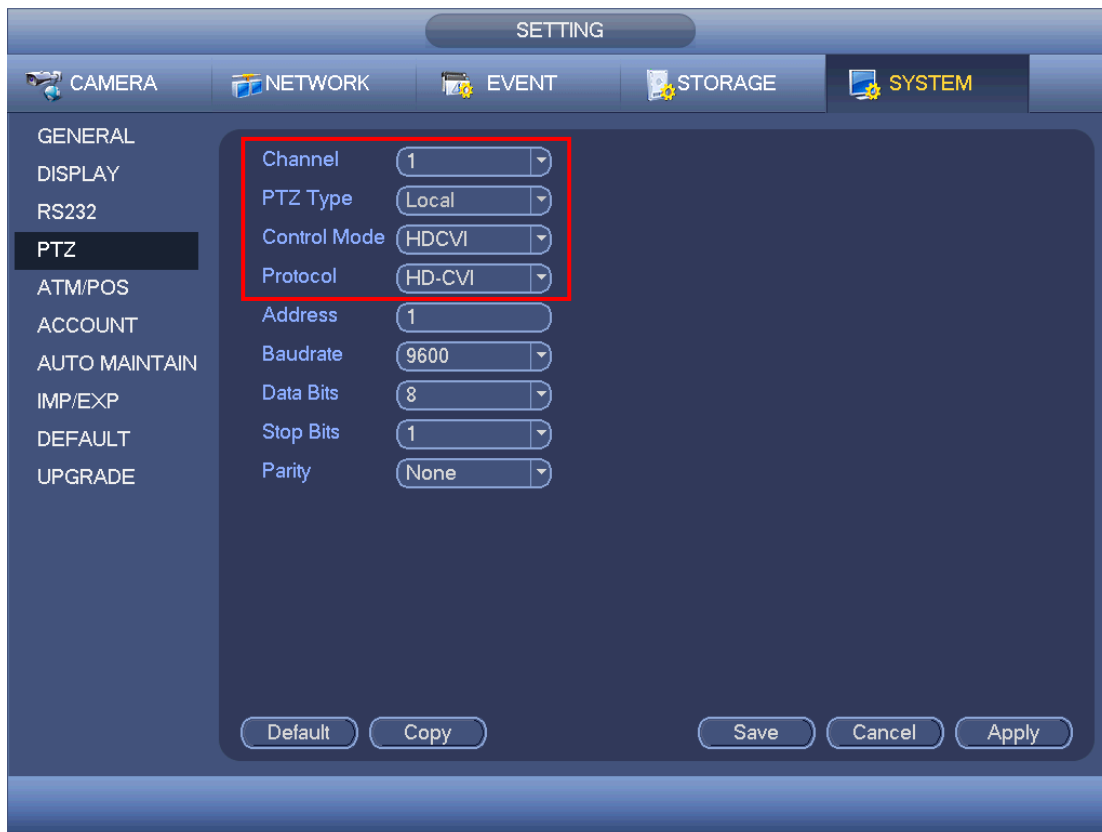 SETTING
CAMERA NETWORK EVENT STORAGE SYSTEM
GENERAL
DISPLAY
RS232
PTZ
ATM/POS
ACCOUNT
AUTO MAINTAIN
IMP/EXP
DEFAULT
UPGRADE
Channel 1
PTZ Type Local
Control Mode HDCVI
Protocol HD-CVI
Address 1
Baudrate 9600
Data Bits 8
Stop Bits 1
Parity None
Default Copy Save Cancel Apply